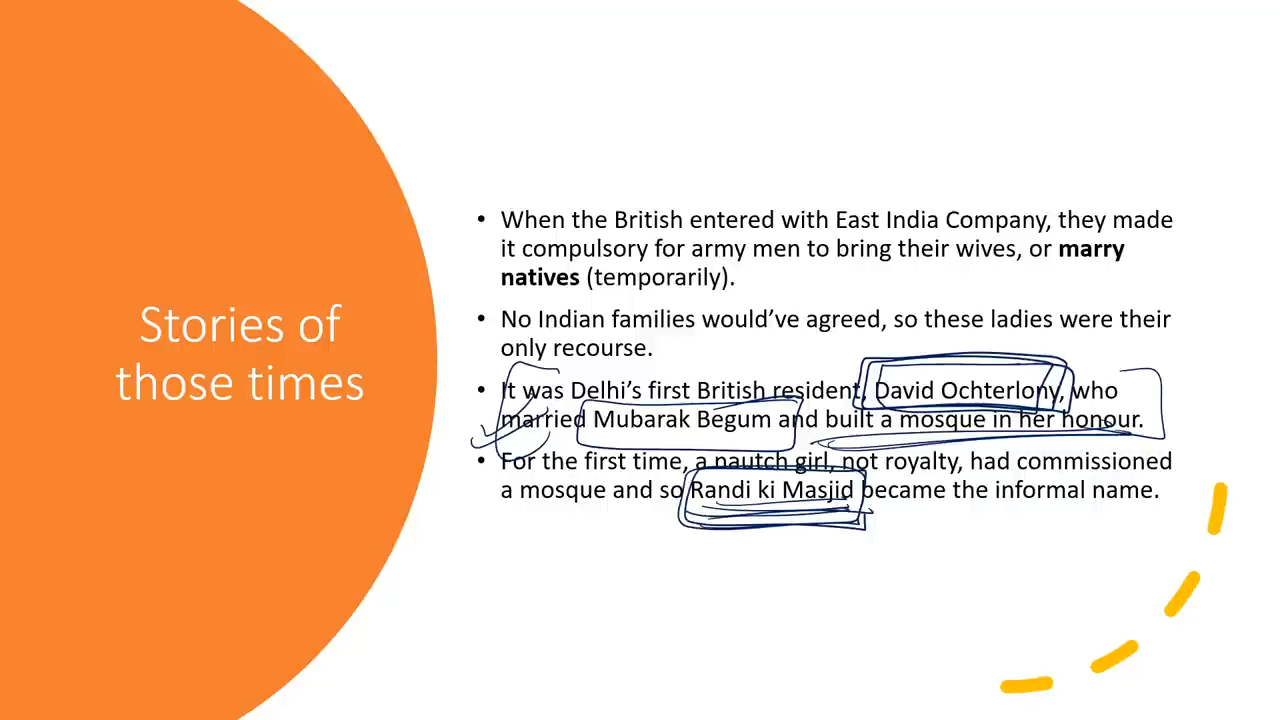 Stories of
those times
• When the British entered with East India Company, they made
it compulsory for army men to bring their wives, or marry
natives (temporarily).
• No Indian families would've agreed, so these ladies were their
only recourse.
• It was Delhi's first British resident, David Ochterlony, who
married Mubarak Begum and built a mosque in her honour.
• For the first time, a nautch girl, not royalty, had commissioned
a mosque and so Randi ki Masjid became the informal name.